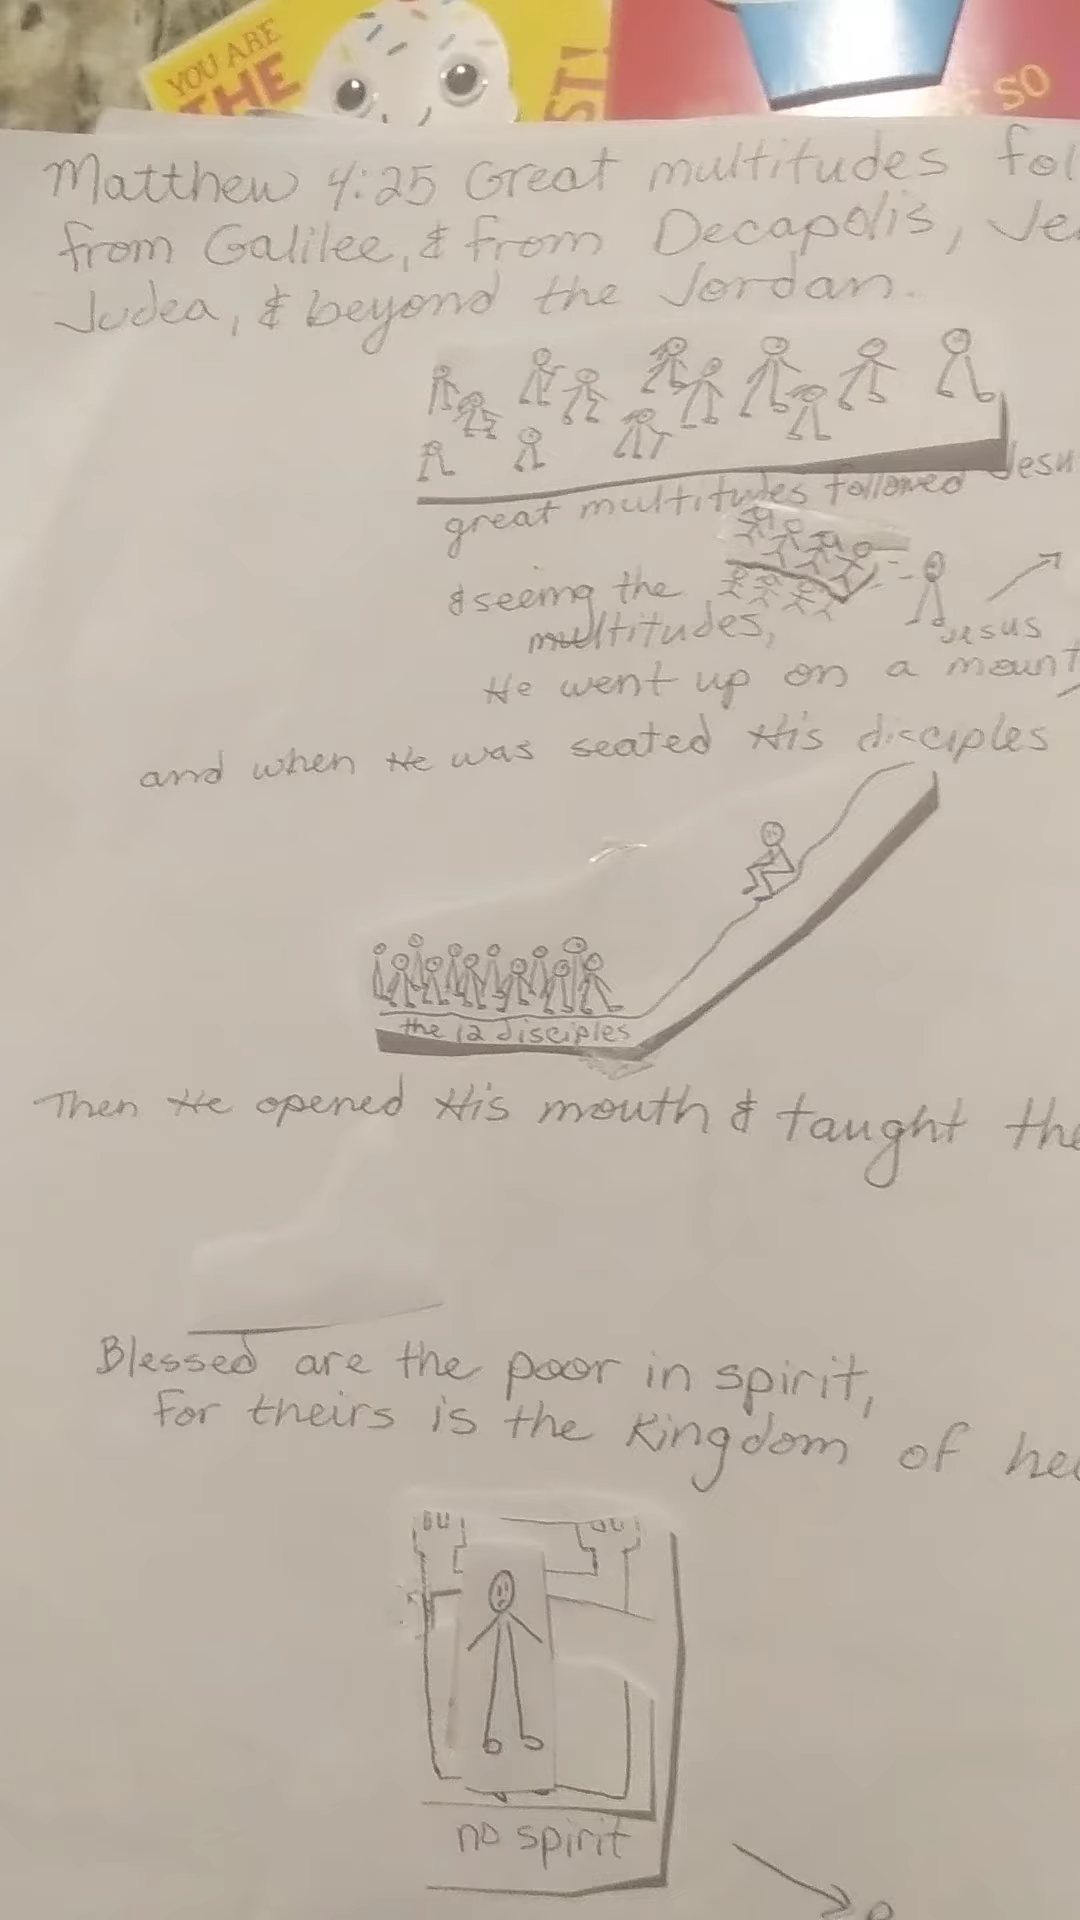 YOU ARE
THE
ST!
SO
Matthew 4:25 Great multitudes fol
from Galilee, & from Decapolis, Je
Judea, & beyond the Jordan.
great multitudes followed Jesu
& seeing the
multitudes,
Jesus
He went up on a mount
and when He was seated His disciples
the 12 disciples
Then He opened His mouth & taught the
Blessed are the poor in spirit,
For theirs is the Kingdom of hea
no spirit